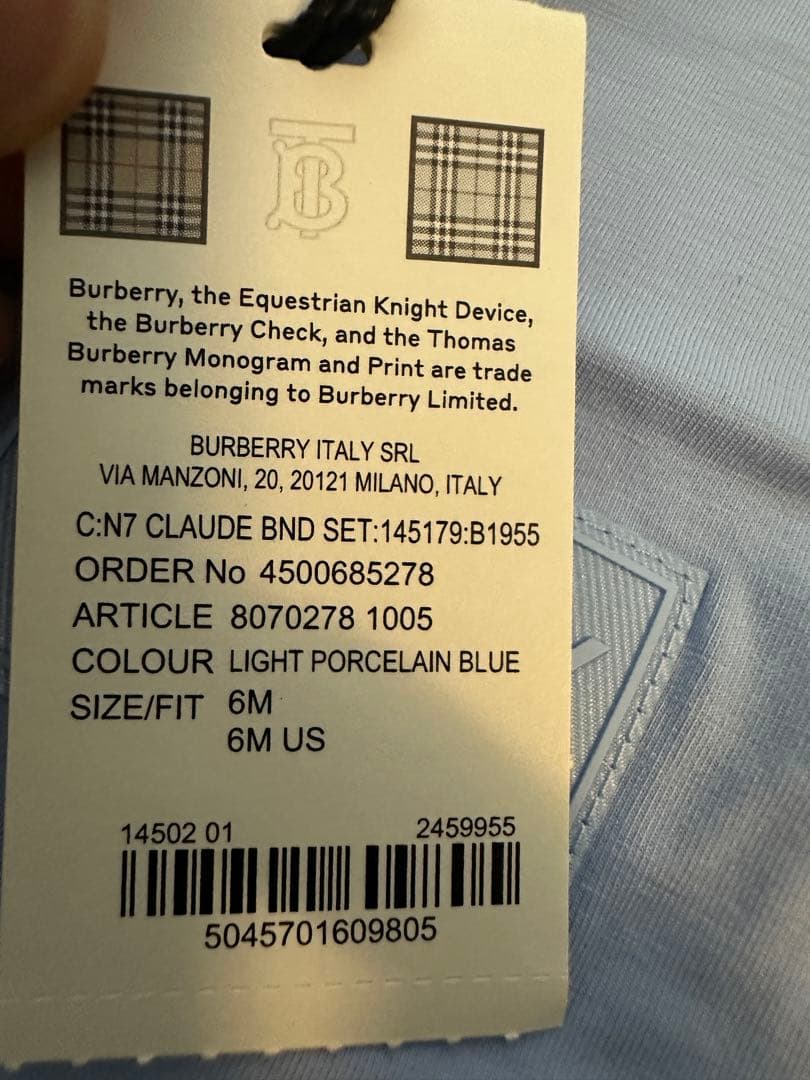 Burberry, the Equestrian Knight Device,
the Burberry Check, and the Thomas
Burberry Monogram and Print are trade
marks belonging to Burberry Limited.
BURBERRY ITALY SRL
VIA MANZONI, 20, 20121 MILANO, ITALY
C:N7 CLAUDE BND SET:145179:B1955
ORDER No 4500685278
ARTICLE 8070278 1005
COLOUR LIGHT PORCELAIN BLUE
SIZE/FIT 6M
6M US
14502 01 2459955
5045701609805